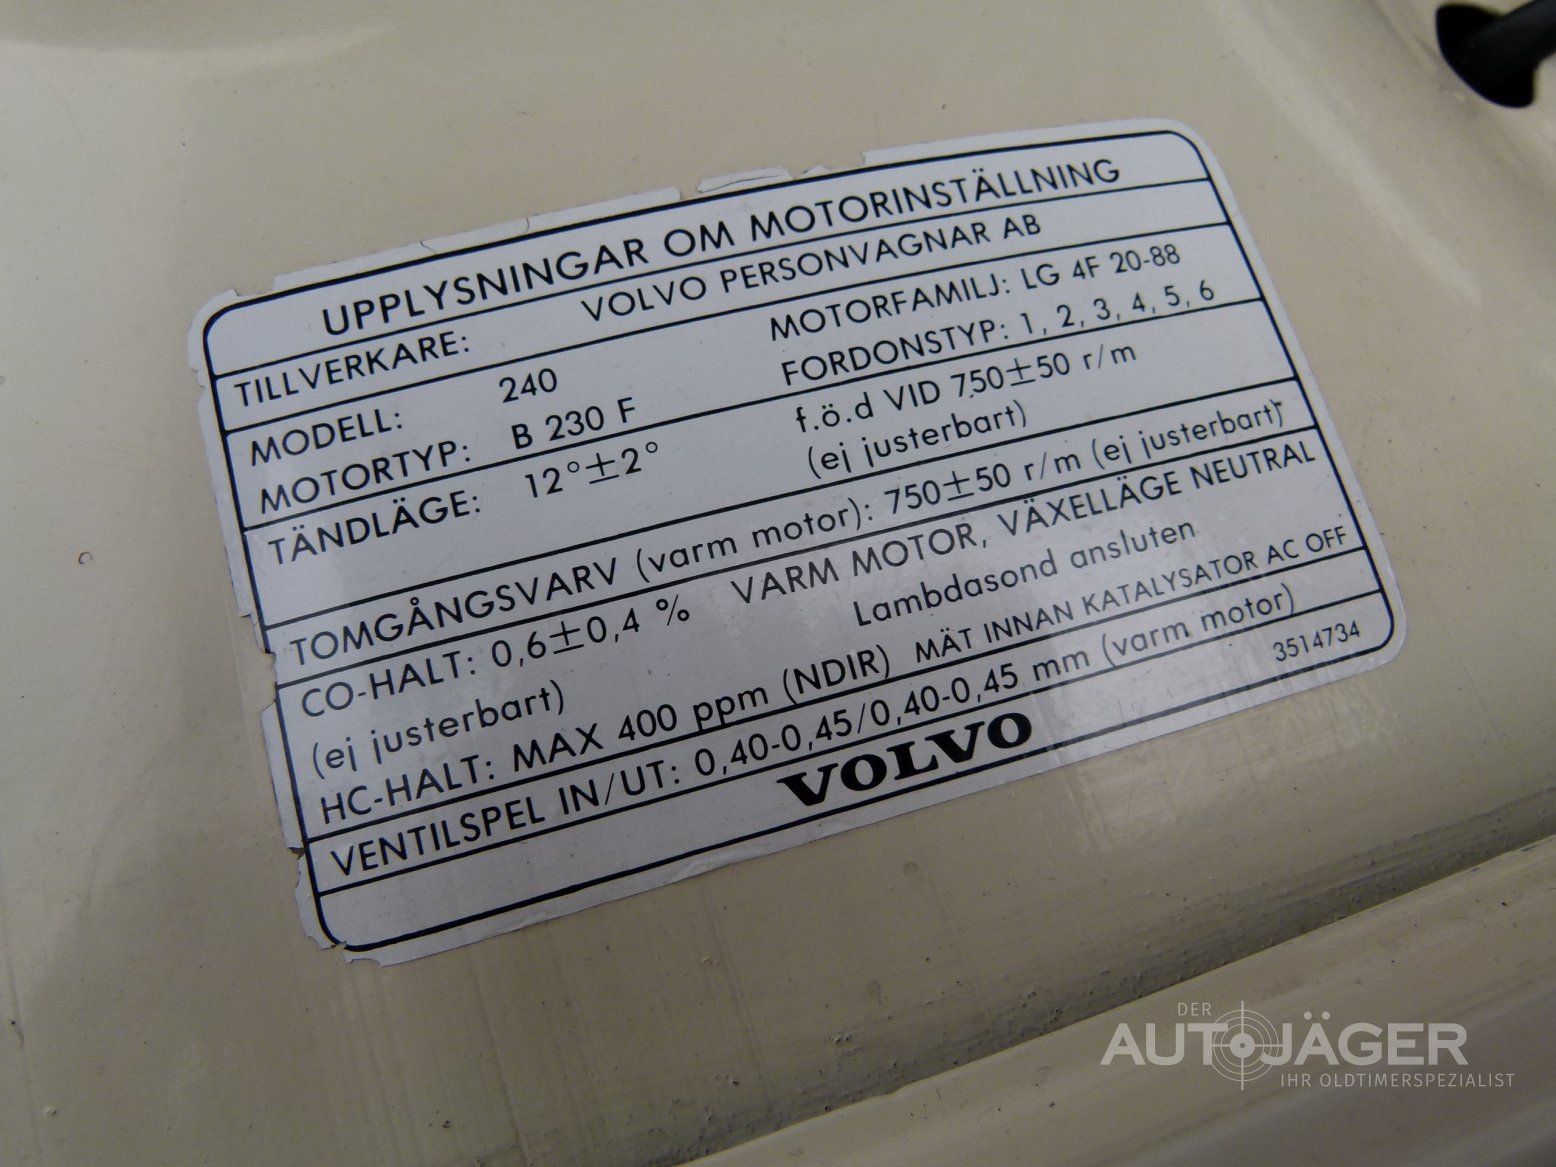 UPPLYSNINGAR OM MOTORINSTÄLLNING
TILLVERKARE: VOLVO PERSONVAGNAR AB
MODELL: 240 MOTORFAMILJ: LG 4F 20-88
MOTORTYP: B 230 F FORDONSTYP: 1, 2, 3, 4, 5, 6
TÄNDLÄGE: 12°±2° f.ö.d VID 750±50 r/m
(ej justerbart)
TOMGÅNGSVARV (varm motor): 750±50 r/m (ej justerbart)
CO-HALT: 0,6±0,4 % VARM MOTOR, VÄXELLÄGE NEUTRAL
(ej justerbart) Lambdasond ansluten
HC-HALT: MAX 400 ppm (NDIR) MÄT INNAN KATALYSATOR AC OFF
VENTILSPEL IN/UT: 0,40-0,45/0,40-0,45 mm (varm motor)
VOLVO 3514734
DER
AUTOJÄGER
IHR OLDTIMERSPEZIALIST